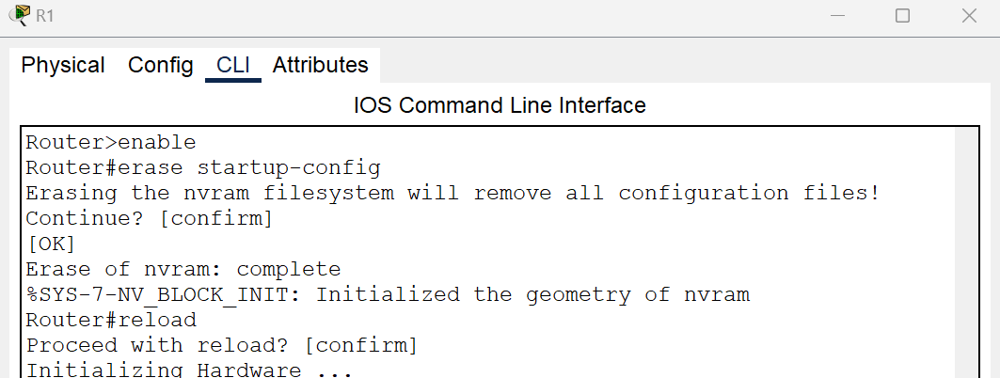 R1
Physical Config CLI Attributes
IOS Command Line Interface
Router>enable
Router#erase startup-config
Erasing the nvram filesystem will remove all configuration files!
Continue? [confirm]
[OK]
Erase of nvram: complete
%SYS-7-NV_BLOCK_INIT: Initialized the geometry of nvram
Router#reload
Proceed with reload? [confirm]
Initializing Hardware ...